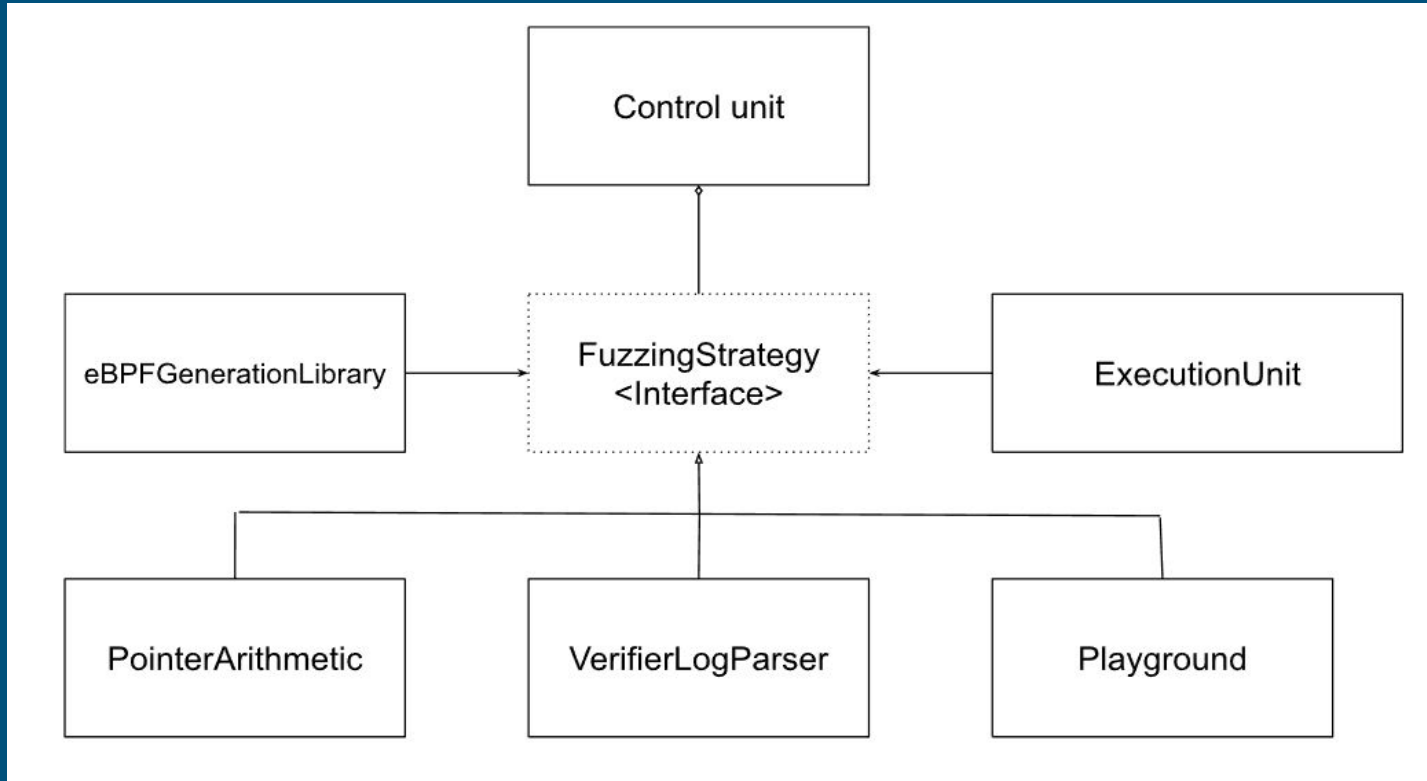 Control unit
eBPFGenerationLibrary
FuzzingStrategy
<Interface>
ExecutionUnit
PointerArithmetic
VerifierLogParser
Playground